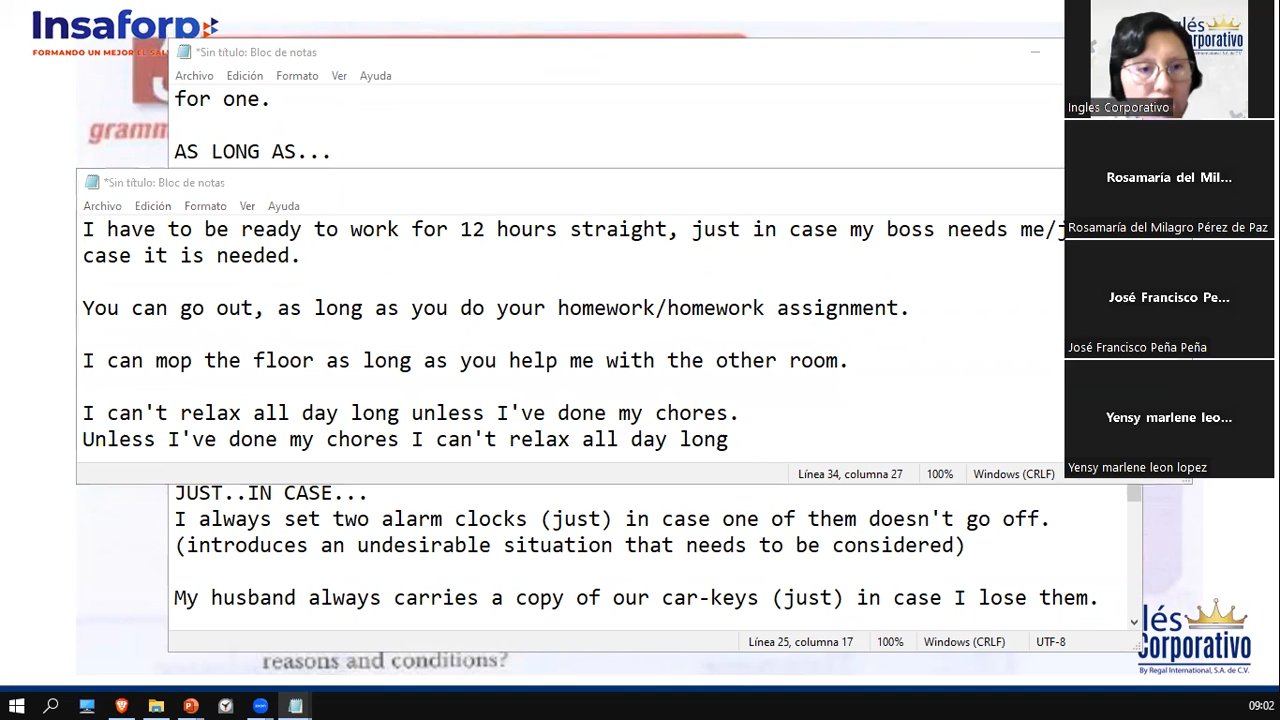 Insaforp
FORMANDO UN MEJOR EL SAL
*Sin título: Bloc de notas
Archivo Edición Formato Ver Ayuda
for one.
AS LONG AS...
gramm
*Sin título: Bloc de notas
Archivo Edición Formato Ver Ayuda
I have to be ready to work for 12 hours straight, just in case my boss needs me/j
case it is needed.
You can go out, as long as you do your homework/homework assignment.
I can mop the floor as long as you help me with the other room.
I can't relax all day long unless I've done my chores.
Unless I've done my chores I can't relax all day long
Línea 34, columna 27 100% Windows (CRLF)
JUST..IN CASE...
I always set two alarm clocks (just) in case one of them doesn't go off.
(introduces an undesirable situation that needs to be considered)
My husband always carries a copy of our car-keys (just) in case I lose them.
Línea 25, columna 17 100% Windows (CRLF) UTF-8
reasons and conditions?
és
orporativo
Ingles Corporativo
Rosamaría del Mil...
Rosamaría del Milagro Pérez de Paz
José Francisco Pe...
José Francisco Peña Peña
Yensy marlene leo...
Yensy marlene leon lopez
lés
Corporativo
By Regal International, S.A. de C.V.
09:02